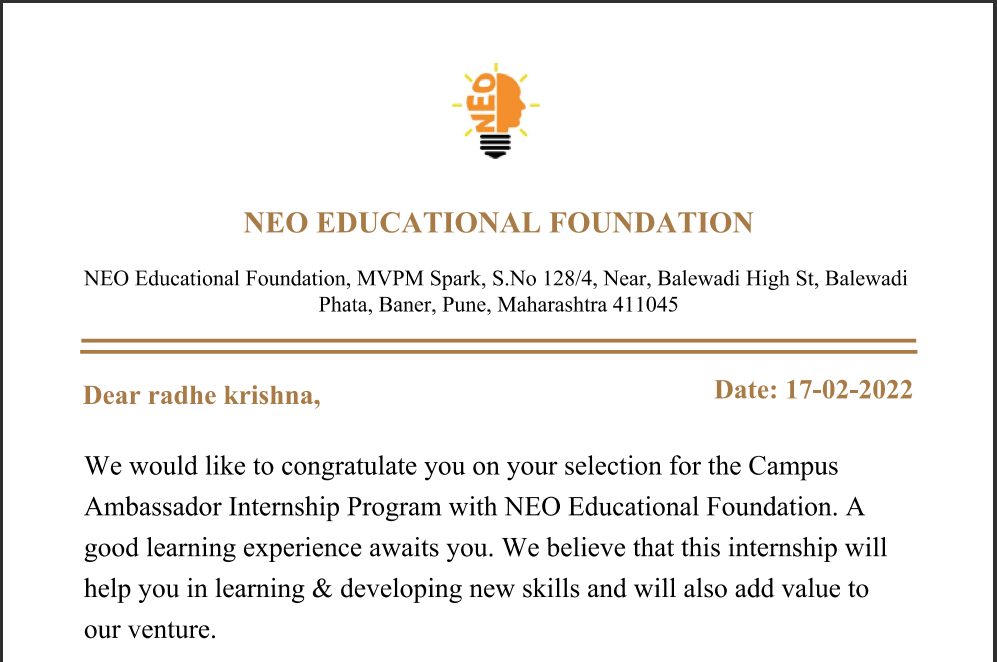 NEO
NEO EDUCATIONAL FOUNDATION
NEO Educational Foundation, MVPM Spark, S.No 128/4, Near, Balewadi High St, Balewadi
Phata, Baner, Pune, Maharashtra 411045
Dear radhe krishna,
Date: 17-02-2022
We would like to congratulate you on your selection for the Campus
Ambassador Internship Program with NEO Educational Foundation. A
good learning experience awaits you. We believe that this internship will
help you in learning & developing new skills and will also add value to
our venture.